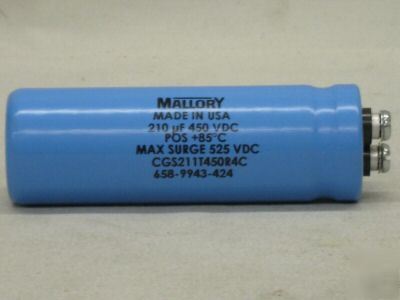 MALLORY
MADE IN USA
210 µF 450 VDC
POS +85°C
MAX SURGE 525 VDC
CGS211T450R4C
658-9943-424